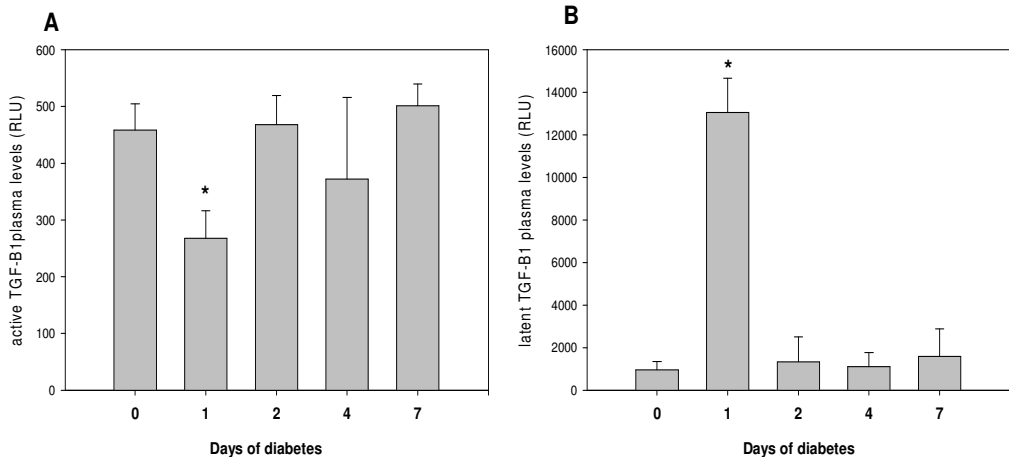 A
active TGF-B1plasma levels (RLU)
600
500
400
300
200
100
0
*
0 1 2 4 7
Days of diabetes
B
latent TGF-B1 plasma levels (RLU)
16000
14000
12000
10000
8000
6000
4000
2000
0
*
0 1 2 4 7
Days of diabetes